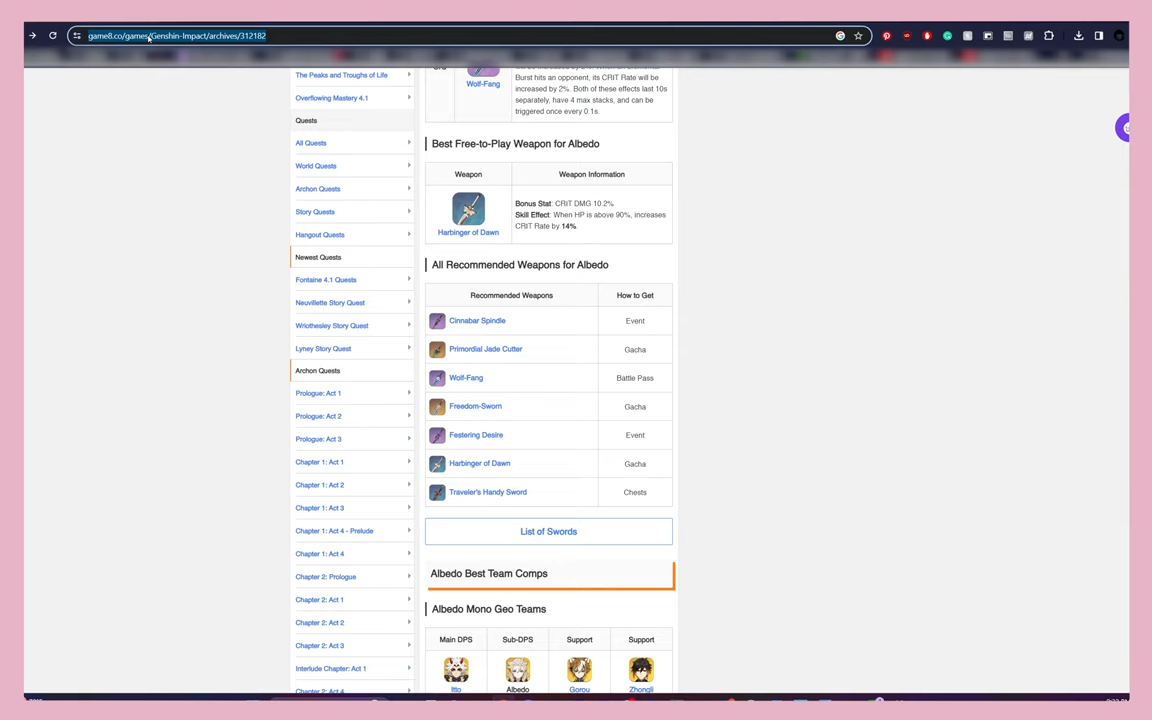 game8.co/games/Genshin-Impact/archives/312182
The Peaks and Troughs of Life
Overflowing Mastery 4.1
Quests
All Quests
World Quests
Archon Quests
Story Quests
Hangout Quests
Newest Quests
Fontaine 4.1 Quests
Neuvillette Story Quest
Wriothesley Story Quest
Lyney Story Quest
Archon Quests
Prologue: Act 1
Prologue: Act 2
Prologue: Act 3
Chapter 1: Act 1
Chapter 1: Act 2
Chapter 1: Act 3
Chapter 1: Act 4 - Prelude
Chapter 1: Act 4
Chapter 2: Prologue
Chapter 2: Act 1
Chapter 2: Act 2
Chapter 2: Act 3
Interlude Chapter: Act 1
Chapter 2: Act 4
Wolf-Fang
Burst hits an opponent, its CRIT Rate will be
increased by 2%. Both of these effects last 10s
separately, have 4 max stacks, and can be
triggered once every 0.1s.
Best Free-to-Play Weapon for Albedo
Weapon Weapon Information
Harbinger of Dawn
Bonus Stat: CRIT DMG 10.2%
Skill Effect: When HP is above 90%, increases
CRIT Rate by 14%.
All Recommended Weapons for Albedo
Recommended Weapons How to Get
Cinnabar Spindle Event
Primordial Jade Cutter Gacha
Wolf-Fang Battle Pass
Freedom-Sworn Gacha
Festering Desire Event
Harbinger of Dawn Gacha
Traveler's Handy Sword Chests
List of Swords
Albedo Best Team Comps
Albedo Mono Geo Teams
Main DPS Sub-DPS Support Support
Itto Albedo Gorou Zhongli